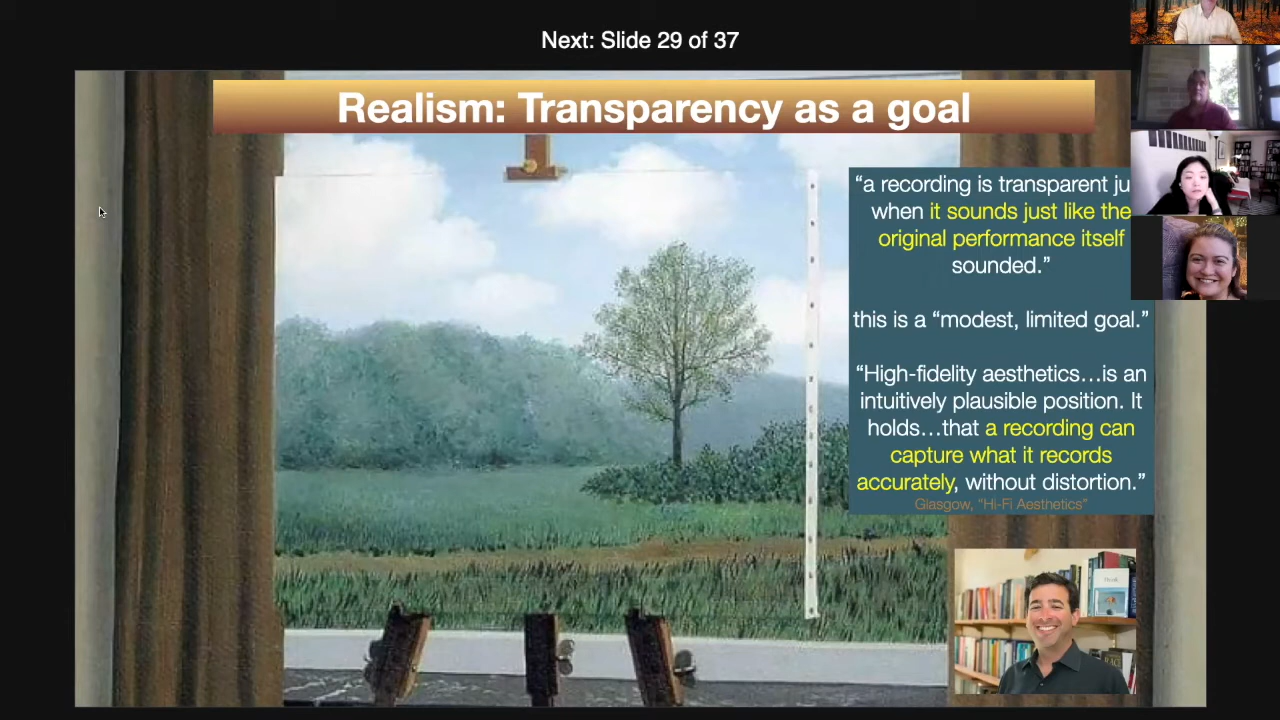 Next: Slide 29 of 37
Realism: Transparency as a goal
“a recording is transparent ju
when it sounds just like the
original performance itself
sounded.”
this is a “modest, limited goal.”
“High-fidelity aesthetics…is an
intuitively plausible position. It
holds…that a recording can
capture what it records
accurately, without distortion.”
Glasgow, “Hi-Fi Aesthetics”